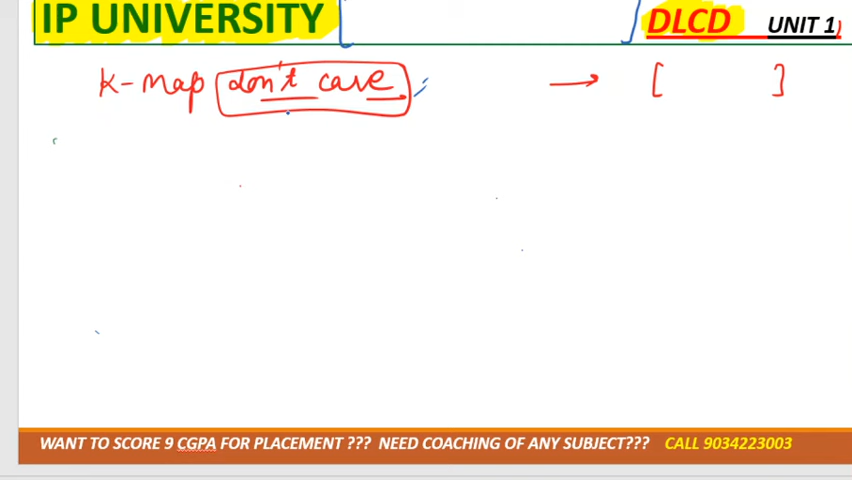 IP UNIVERSITY
DLCD UNIT 1)
K-map don't care → [ ]
WANT TO SCORE 9 CGPA FOR PLACEMENT ??? NEED COACHING OF ANY SUBJECT??? CALL 9034223003